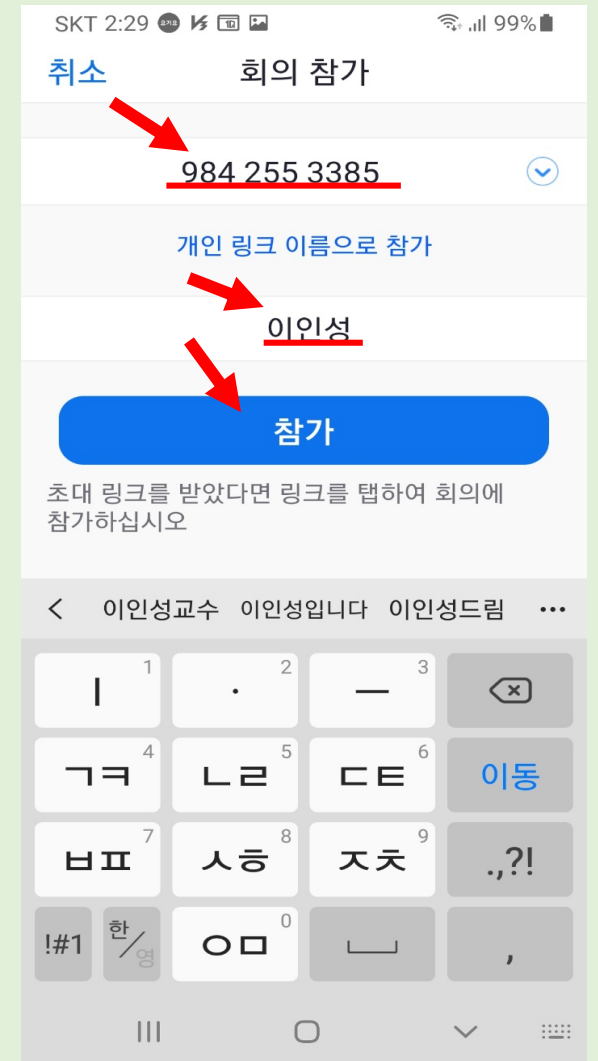 SKT 2:29 99%
취소 회의 참가
984 255 3385
개인 링크 이름으로 참가
이인성
참가
초대 링크를 받았다면 링크를 탭하여 회의에
참가하십시오
이인성교수 이인성입니다 이인성드림 •••
ㅣ 1 · 2 ㅡ 3
ㄱㅋ 4 ㄴㄹ 5 ㄷㅌ 6 이동
ㅂㅍ 7 ㅅㅎ 8 ㅈㅊ 9 .,?!
!#1 한/영 ㅇㅁ 0 ,